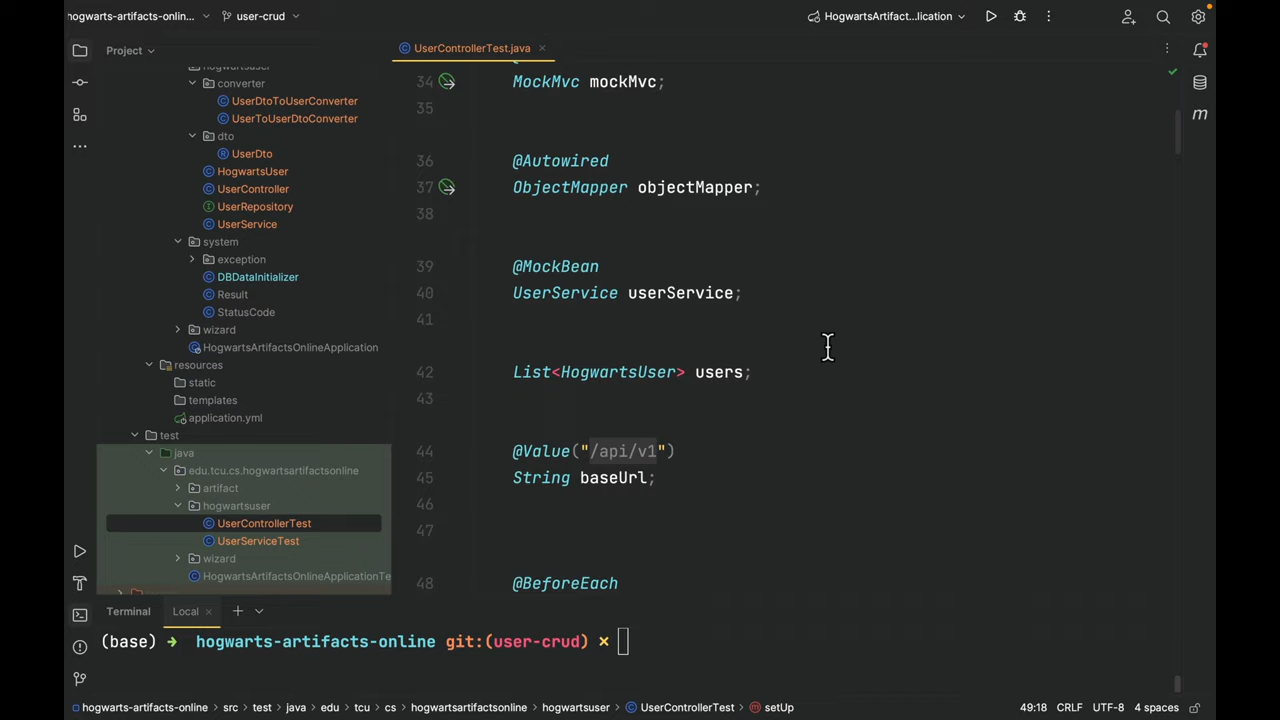 hogwarts-artifacts-onlin... user-crud HogwartsArtifact...lication
Project
UserControllerTest.java
converter
UserDtoToUserConverter
UserToUserDtoConverter
dto
UserDto
HogwartsUser
UserController
UserRepository
UserService
system
exception
DBDataInitializer
Result
StatusCode
wizard
HogwartsArtifactsOnlineApplication
resources
static
templates
application.yml
test
java
edu.tcu.cs.hogwartsartifactsonline
artifact
hogwartsuser
UserControllerTest
UserServiceTest
wizard
HogwartsArtifactsOnlineApplicationTe
34 MockMvc mockMvc;
35
36 @Autowired
37 ObjectMapper objectMapper;
38
39 @MockBean
40 UserService userService;
41
42 List<HogwartsUser> users;
43
44 @Value("/api/v1")
45 String baseUrl;
46
47
48 @BeforeEach
m
Terminal Local
(base) → hogwarts-artifacts-online git:(user-crud) ×
hogwarts-artifacts-online › src › test › java › edu › tcu › cs › hogwartsartifactsonline › hogwartsuser › UserControllerTest › setUp 49:18 CRLF UTF-8 4 spaces